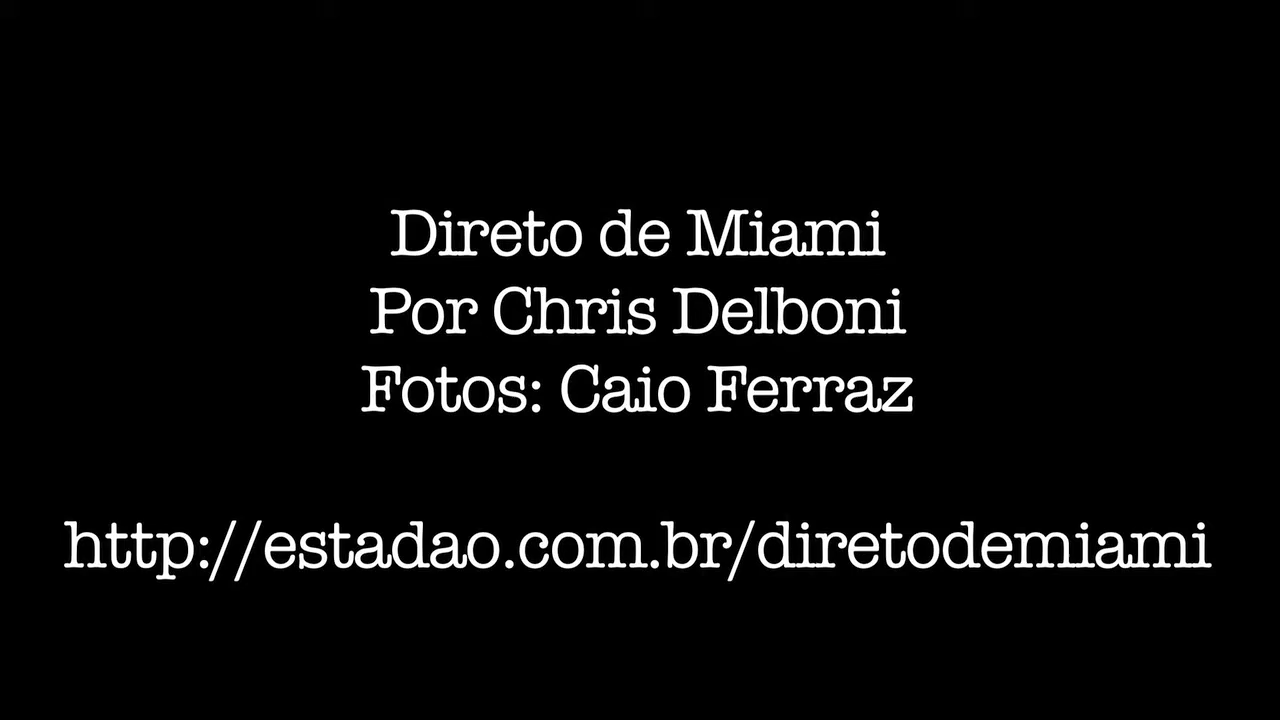 Direto de Miami
Por Chris Delboni
Fotos: Caio Ferraz
http://estadao.com.br/diretodemiami